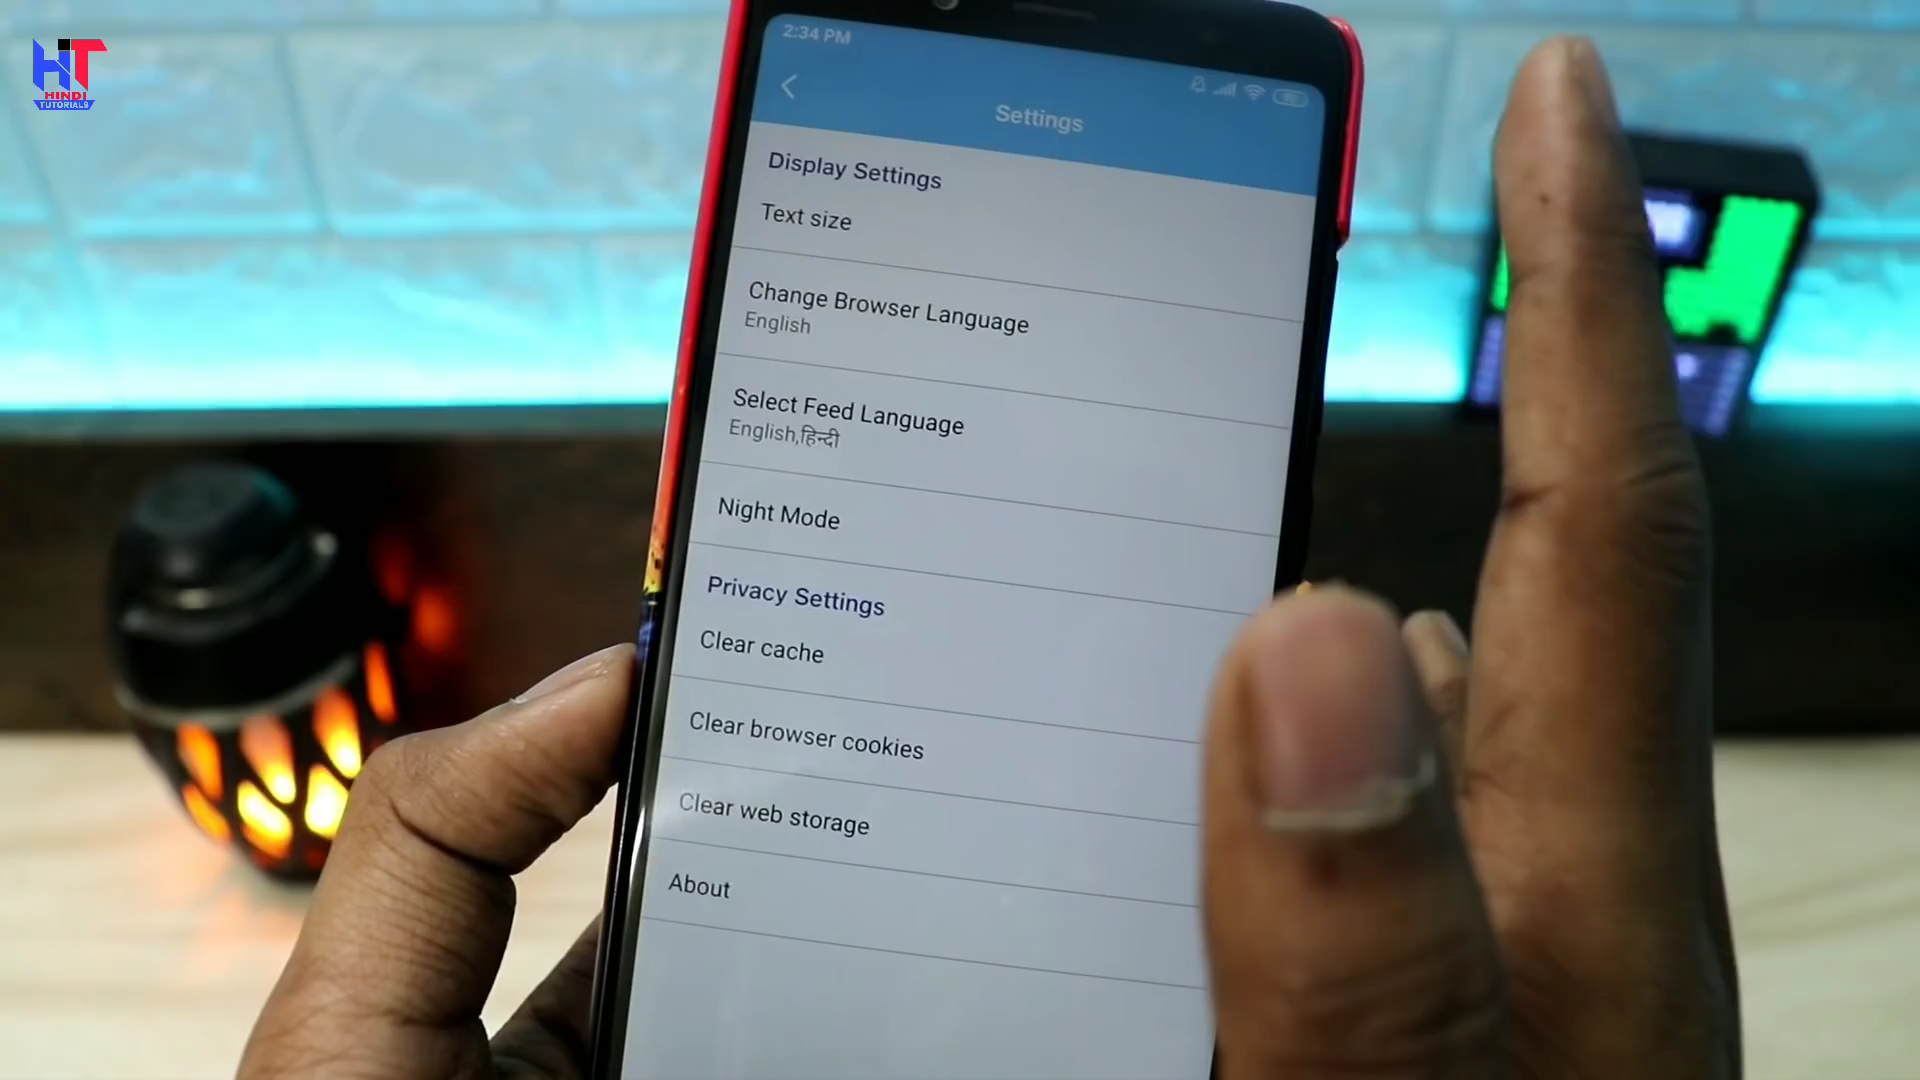 HT
HINDI
TUTORIALS
2:34 PM
Settings
Display Settings
Text size
Change Browser Language
English
Select Feed Language
English,हिन्दी
Night Mode
Privacy Settings
Clear cache
Clear browser cookies
Clear web storage
About